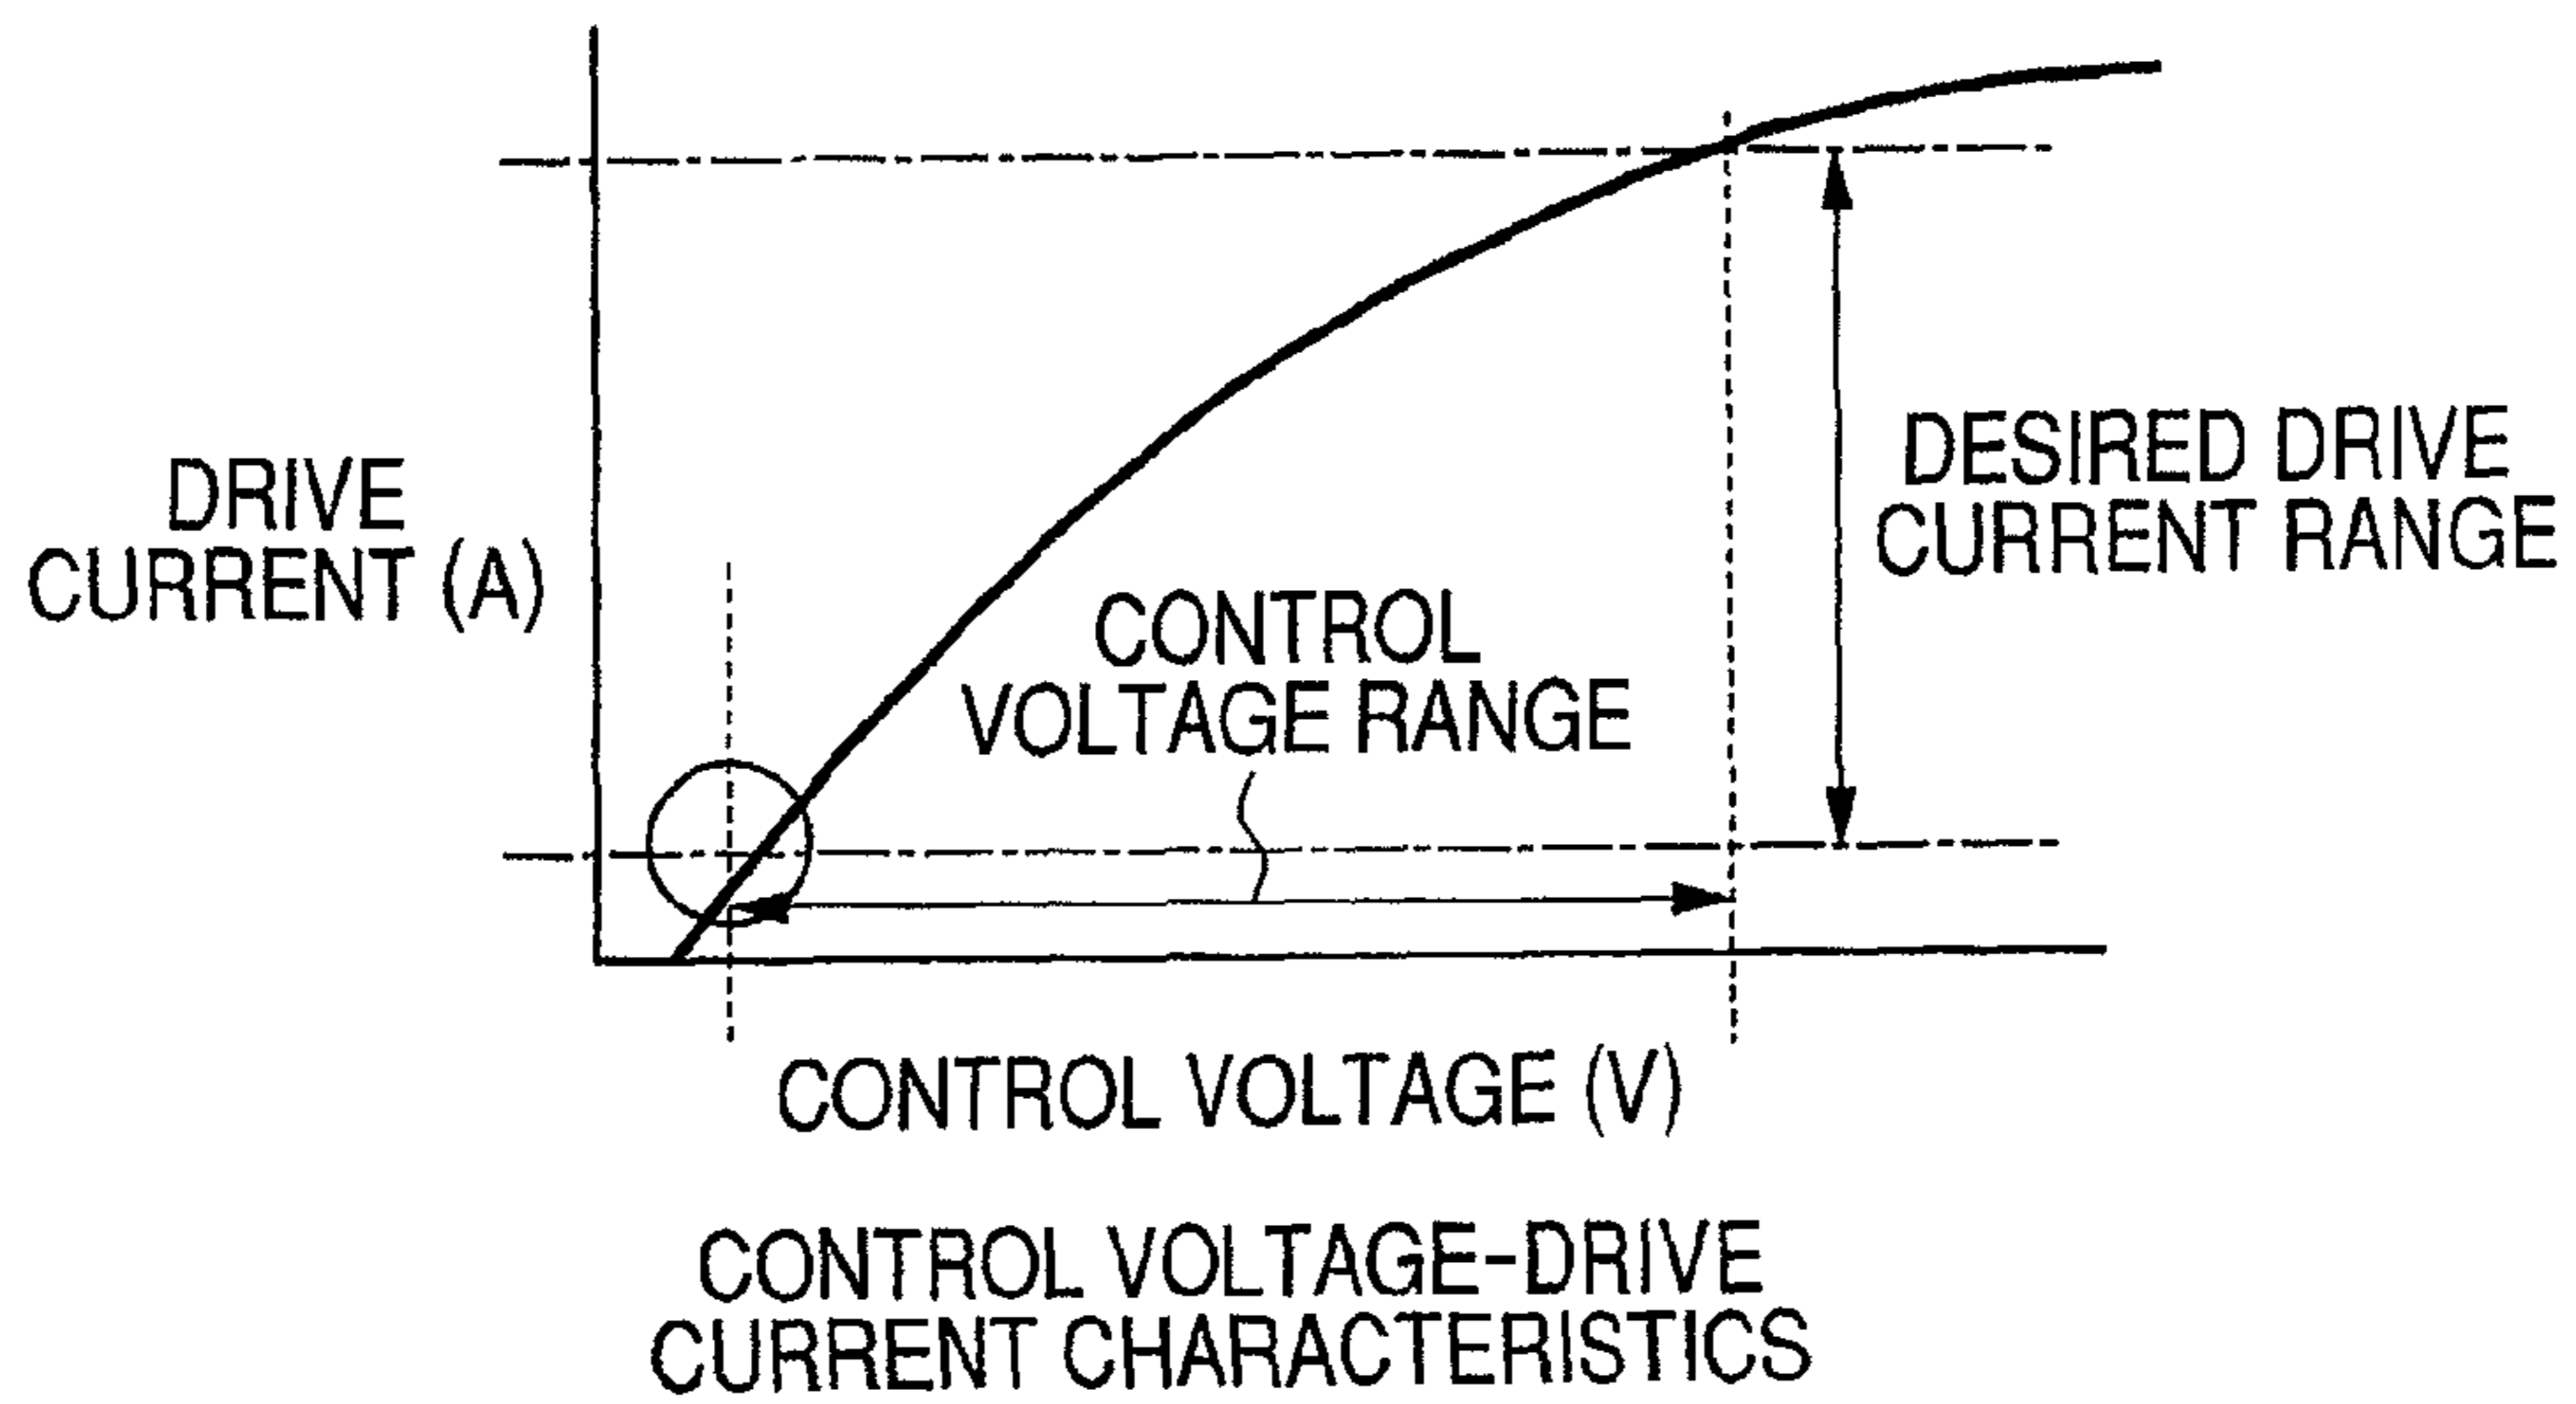 DRIVE
CURRENT (A)
DESIRED DRIVE
CURRENT RANGE
CONTROL
VOLTAGE RANGE
CONTROL VOLTAGE (V)
CONTROL VOLTAGE-DRIVE
CURRENT CHARACTERISTICS